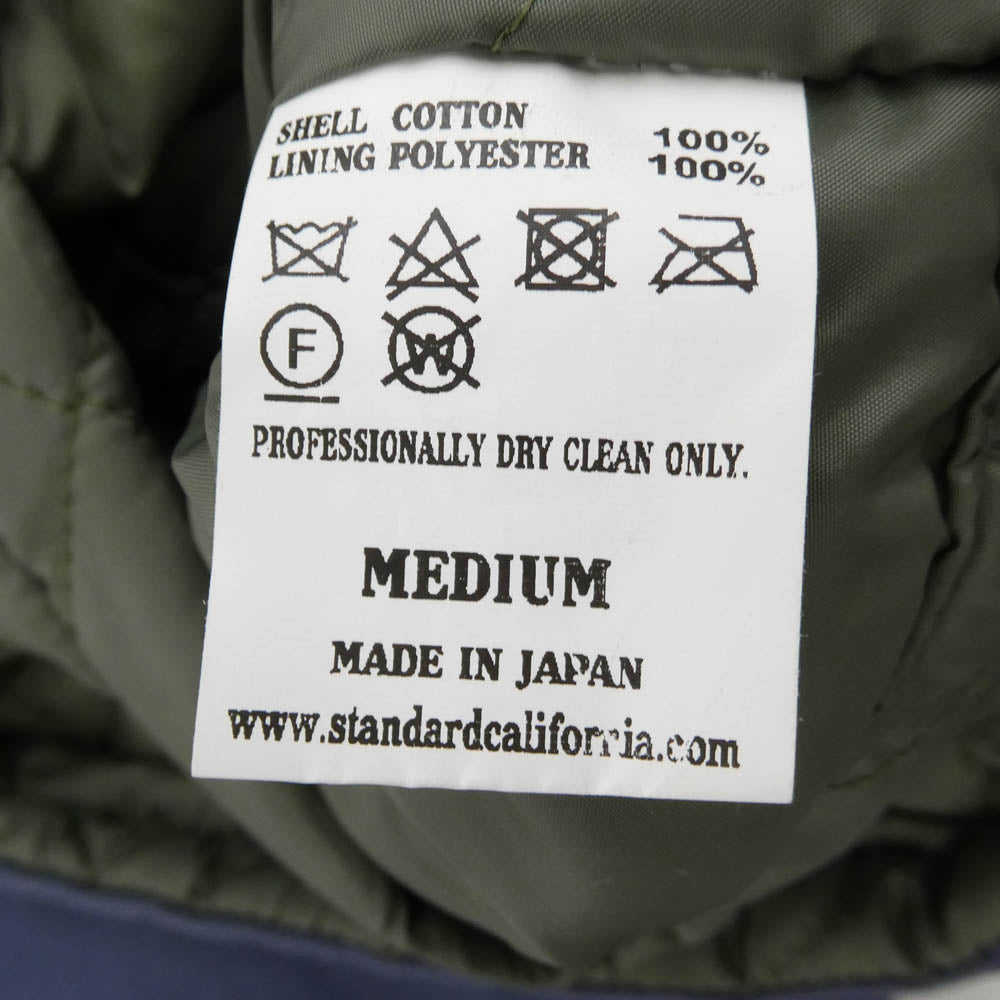 SHELL COTTON 100%
LINING POLYESTER 100%
F W
PROFESSIONALLY DRY CLEAN ONLY.
MEDIUM
MADE IN JAPAN
www.standardcalifornia.com